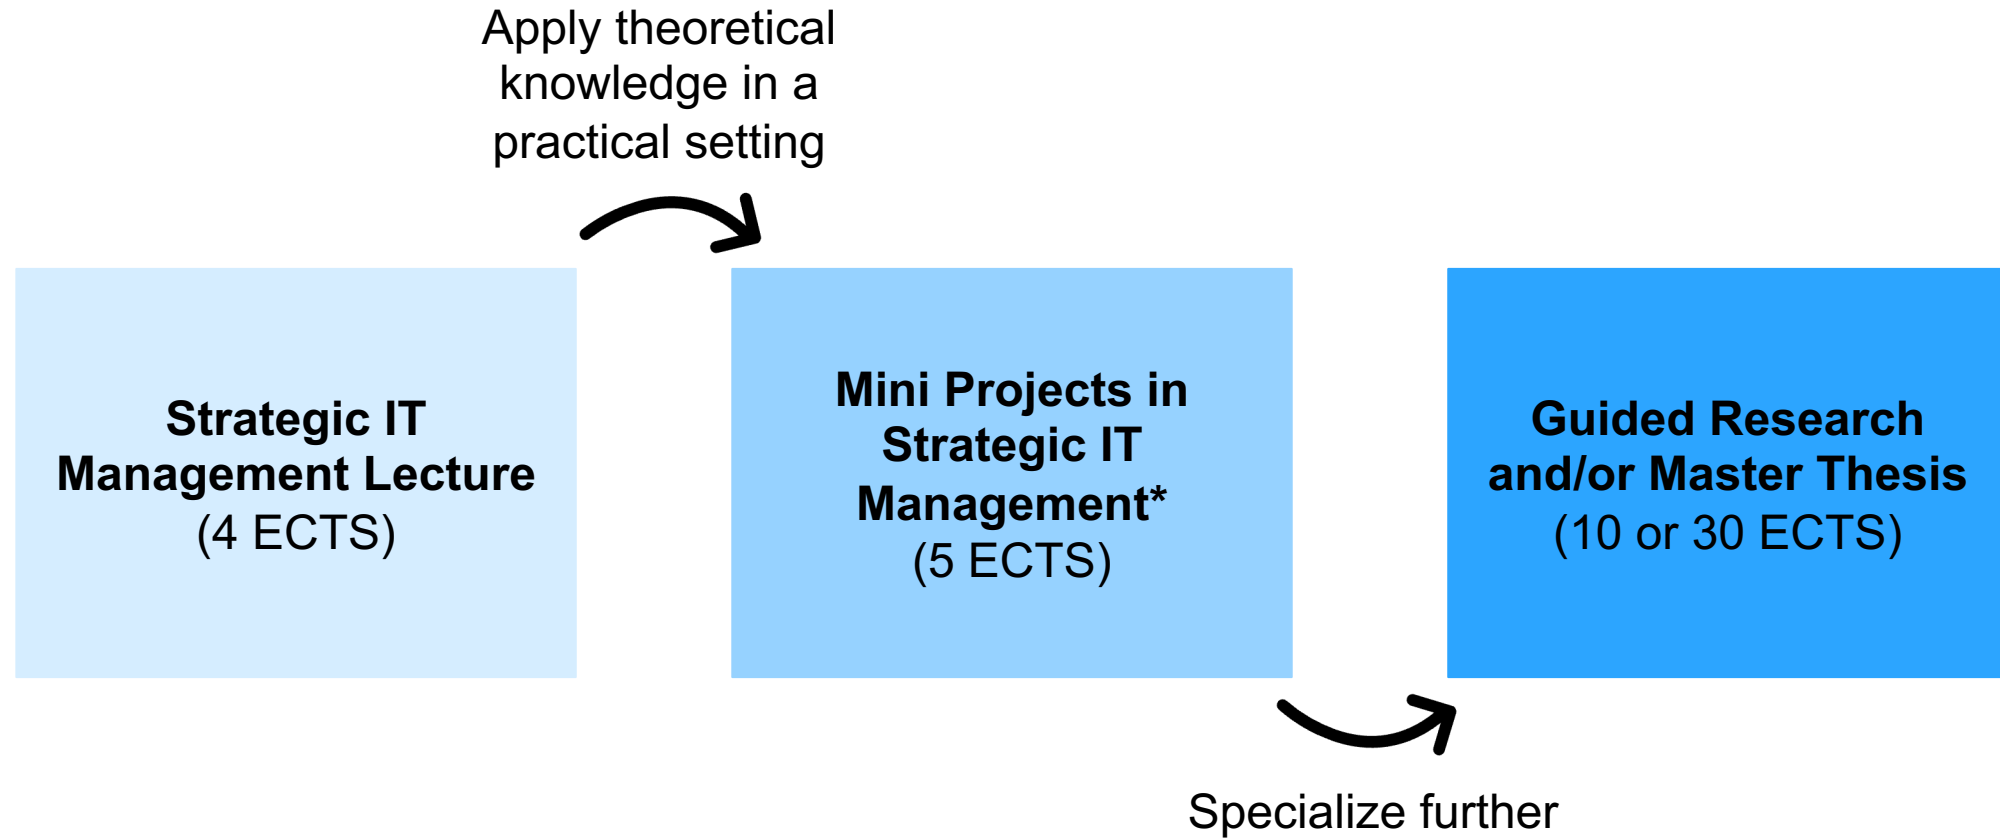 Apply theoretical
knowledge in a
practical setting
Strategic IT
Management Lecture
(4 ECTS)
Mini Projects in
Strategic IT
Management*
(5 ECTS)
Guided Research
and/or Master Thesis
(10 or 30 ECTS)
Specialize further